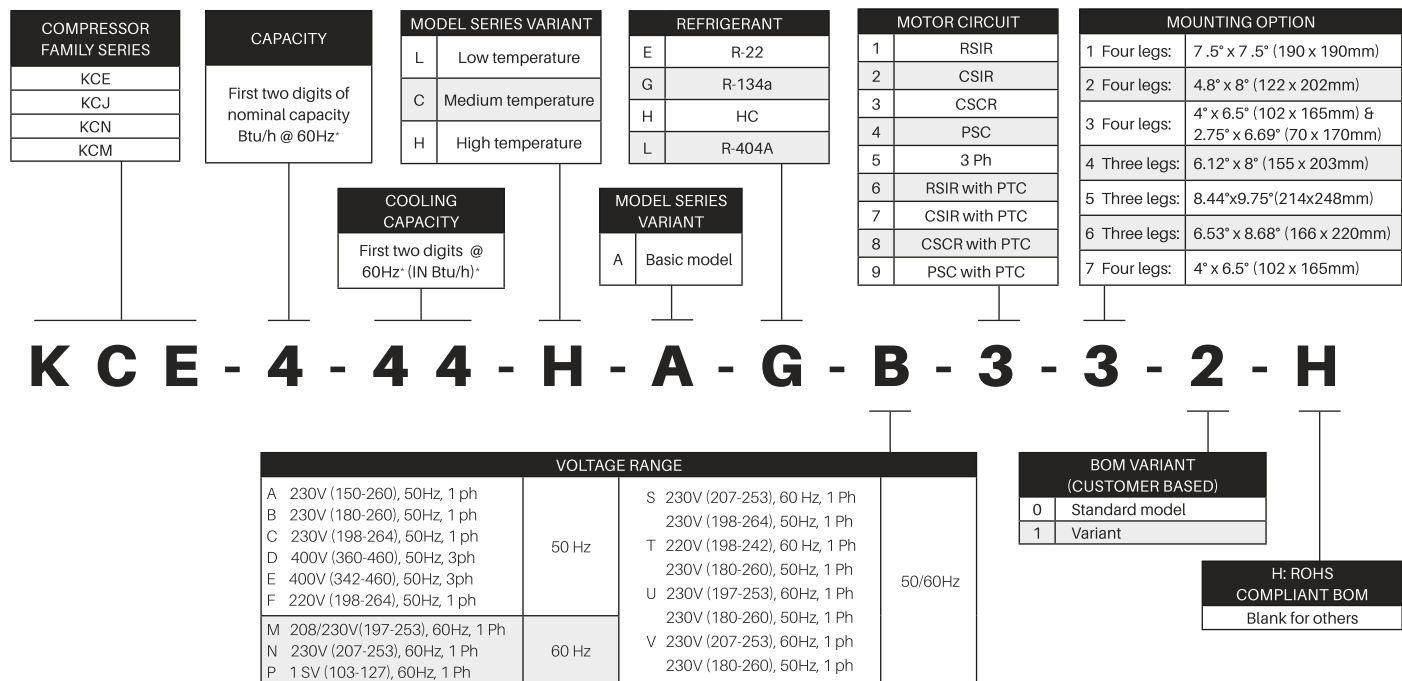 COMPRESSOR
FAMILY SERIES
KCE
KCJ
KCN
KCM
CAPACITY
First two digits of
nominal capacity
Btu/h @ 60Hz*
MODEL SERIES VARIANT
L Low temperature
C Medium temperature
H High temperature
REFRIGERANT
E R-22
G R-134a
H HC
L R-404A
MOTOR CIRCUIT
1 RSIR
2 CSIR
3 CSCR
4 PSC
5 3 Ph
6 RSIR with PTC
7 CSIR with PTC
8 CSCR with PTC
9 PSC with PTC
MOUNTING OPTION
1 Four legs: 7.5° x 7.5° (190 x 190mm)
2 Four legs: 4.8° x 8° (122 x 202mm)
3 Four legs: 4° x 6.5° (102 x 165mm) &
2.75° x 6.69° (70 x 170mm)
4 Three legs: 6.12° x 8° (155 x 203mm)
5 Three legs: 8.44°x9.75°(214x248mm)
6 Three legs: 6.53° x 8.68° (166 x 220mm)
7 Four legs: 4° x 6.5° (102 x 165mm)
COOLING
CAPACITY
First two digits @
60Hz* (IN Btu/h)*
MODEL SERIES
VARIANT
A Basic model
K C E - 4 - 4 4 - H - A - G - B - 3 - 3 - 2 - H
VOLTAGE RANGE
A 230V (150-260), 50Hz, 1 ph
B 230V (180-260), 50Hz, 1 ph
C 230V (198-264), 50Hz, 1 ph
D 400V (360-460), 50Hz, 3ph
E 400V (342-460), 50Hz, 3ph
F 220V (198-264), 50Hz, 1 ph
50 Hz
M 208/230V(197-253), 60Hz, 1 Ph
N 230V (207-253), 60Hz, 1 Ph
P 1 SV (103-127), 60Hz, 1 Ph
60 Hz
S 230V (207-253), 60 Hz, 1 Ph
230V (198-264), 50Hz, 1 Ph
T 220V (198-242), 60 Hz, 1 Ph
230V (180-260), 50Hz, 1 Ph
U 230V (197-253), 60Hz, 1 Ph
230V (180-260), 50Hz, 1 Ph
V 230V (207-253), 60Hz, 1 ph
230V (180-260), 50Hz, 1 ph
50/60Hz
BOM VARIANT
(CUSTOMER BASED)
0 Standard model
1 Variant
H: ROHS
COMPLIANT BOM
Blank for others